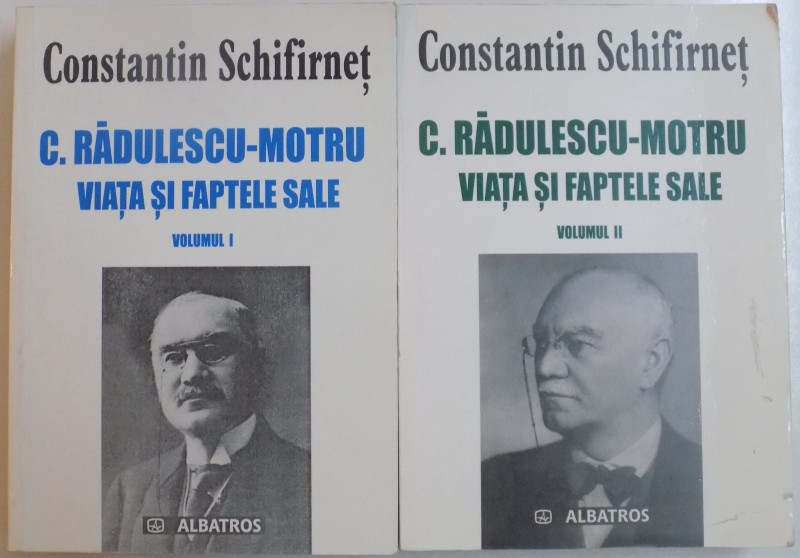 Constantin Schifirneț
C. RĂDULESCU-MOTRU
VIAȚA ȘI FAPTELE SALE
VOLUMUL I
ALBATROS
Constantin Schifirneț
C. RĂDULESCU-MOTRU
VIAȚA ȘI FAPTELE SALE
VOLUMUL II
ALBATROS